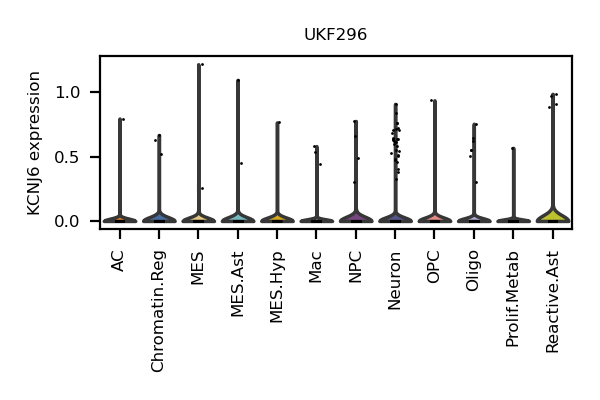 UKF296
KCNJ6 expression
1.0
0.5
0.0
AC
Chromatin.Reg
MES
MES.Ast
MES.Hyp
Mac
NPC
Neuron
OPC
Oligo
Prolif.Metab
Reactive.Ast